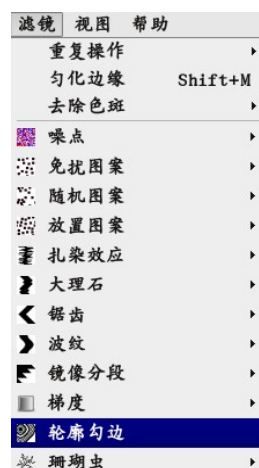 滤镜 视图 帮助
重复操作
匀化边缘 Shift+M
去除色斑
噪点
免扰图案
随机图案
放置图案
扎染效应
大理石
锯齿
波纹
镜像分段
梯度
轮廓勾边
珊瑚虫